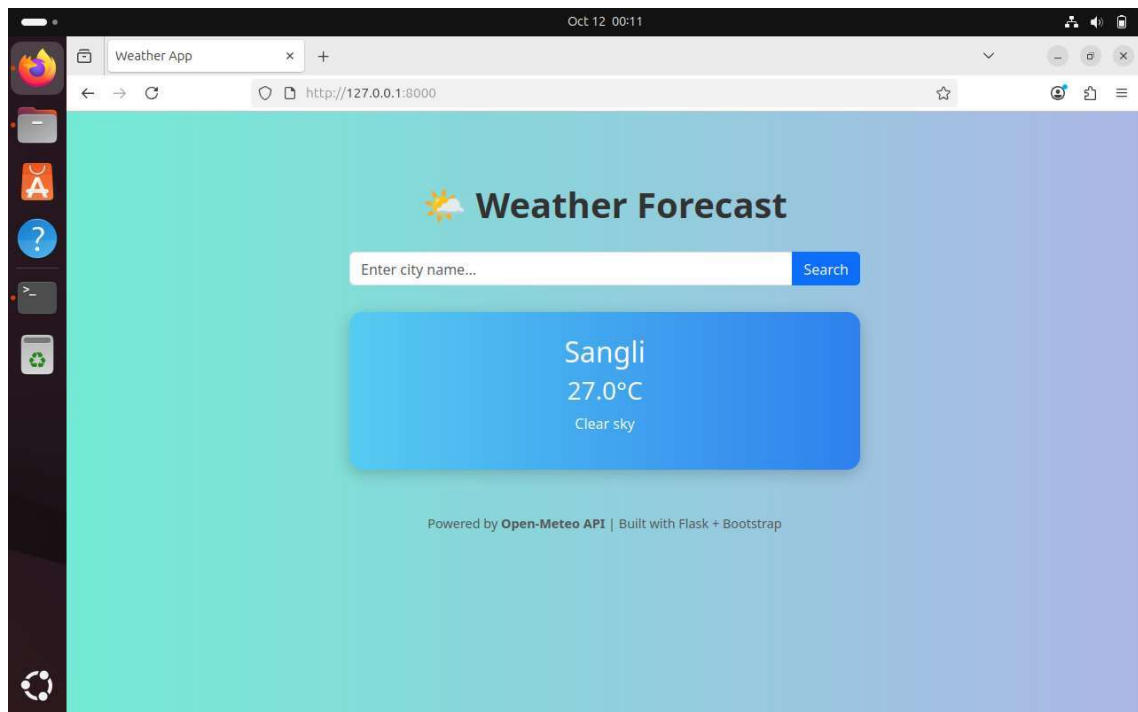 Oct 12 00:11
Weather App
http://127.0.0.1:8000
Weather Forecast
Enter city name...
Search
Sangli
27.0°C
Clear sky
Powered by Open-Meteo API | Built with Flask + Bootstrap